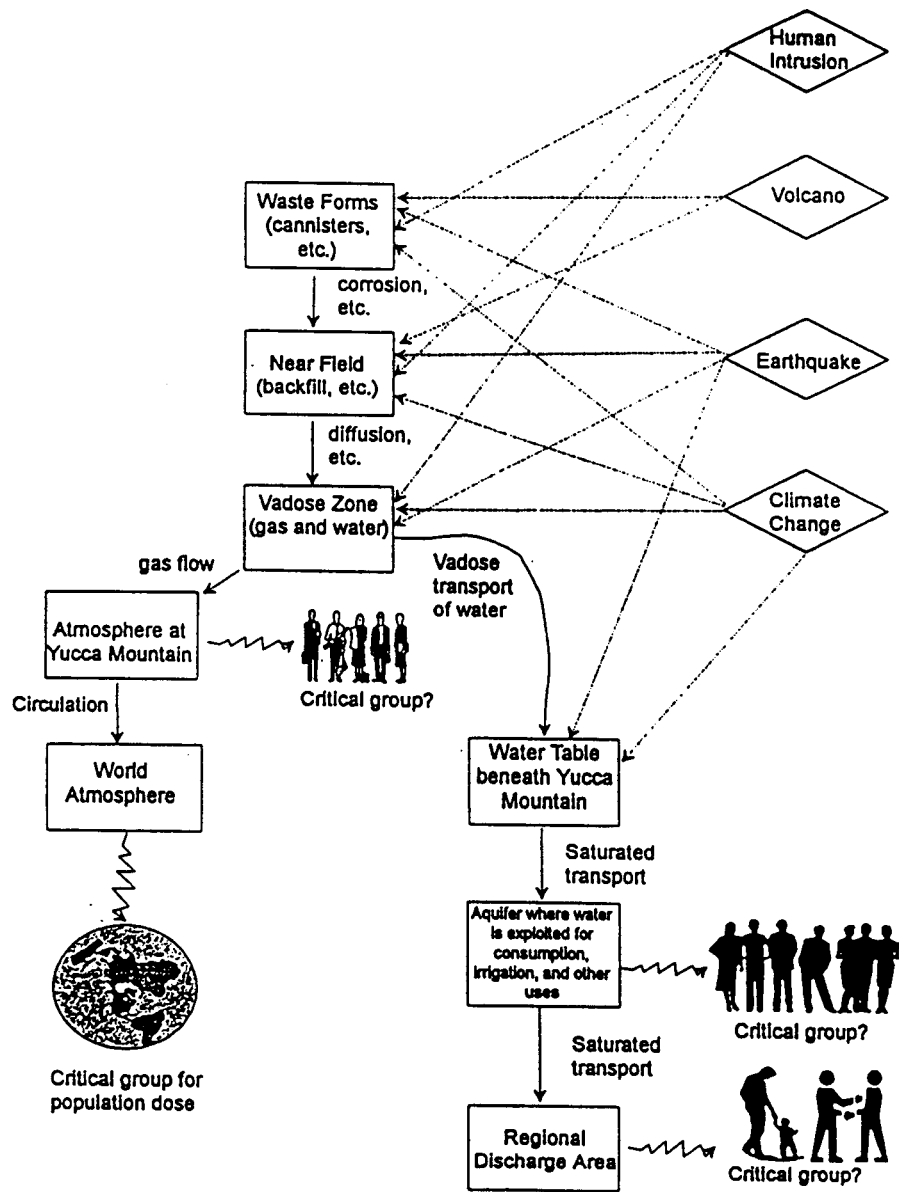 Human
Intrusion
Volcano
Waste Forms
(cannisters,
etc.)
corrosion,
etc.
Near Field
(backfill, etc.)
Earthquake
diffusion,
etc.
Vadose Zone
(gas and water)
Climate
Change
gas flow
Vadose
transport
of water
Atmosphere at
Yucca Mountain
Critical group?
Circulation
World
Atmosphere
Water Table
beneath Yucca
Mountain
Saturated
transport
Aquifer where water
is exploited for
consumption,
irrigation, and other
uses
Critical group?
Critical group for
population dose
Saturated
transport
Regional
Discharge Area
Critical group?